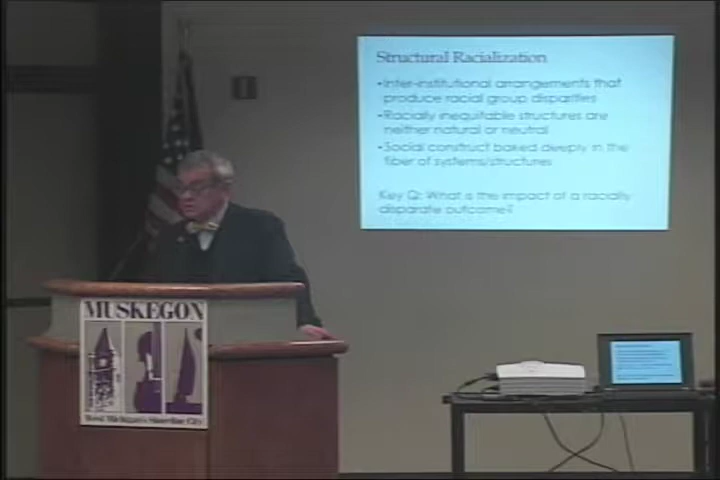 Structural Racialization
•Inter-institutional arrangements that
produce racial group disparities
•Racially inequitable structures are
neither natural or neutral
•Social construct baked deeply in the
fiber of systems/structures
Key Q: What is the impact of a racially
disparate outcome?
MUSKEGON
West Michigan's Shoreline City